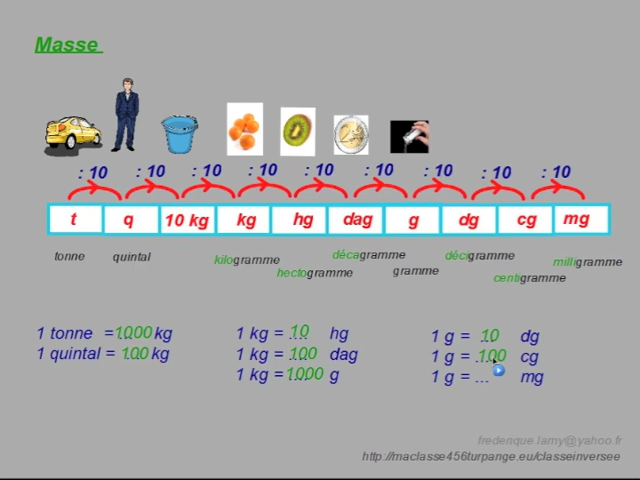 Masse
: 10 : 10 : 10 : 10 : 10 : 10 : 10 : 10 : 10
t q 10 kg kg hg dag g dg cg mg
tonne quintal kilogramme hectogramme décagramme gramme décigramme centigramme milligramme
1 tonne = 1000 kg
1 quintal = 100 kg
1 kg = 10 hg
1 kg = 100 dag
1 kg = 1000 g
1 g = 10 dg
1 g = 100 cg
1 g = ... mg
frederique.lamy@yahoo.fr
http://maclasse456turpange.eu/classeinversee